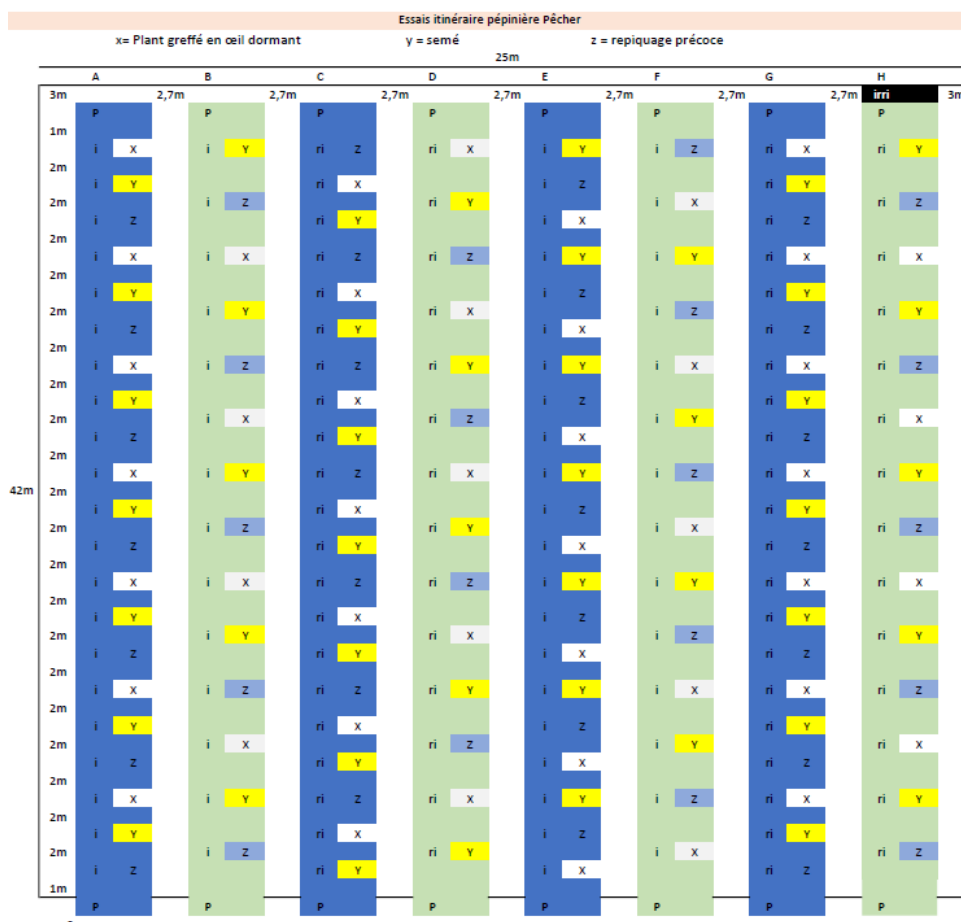 Essais itinéraire pépinière Pêcher
x= Plant greffé en œil dormant y = semé z = repiquage précoce
25m
A B C D E F G H
3m 2,7m 2,7m 2,7m 2,7m 2,7m 2,7m 2,7m irri 3m
P P P P P P P P
1m
i X i Y ri Z ri X i Y i Z ri X ri Y
2m
i Y ri X i Z ri Y
2m i Z ri Y i X ri Z
i Z ri Y i X ri Z
2m
i X i X ri Z ri Z i Y i Y ri X ri X
2m
i Y ri X i Z ri Y
2m i Y ri X i Z ri Y
i Z ri Y i X ri Z
2m
i X i Z ri Z ri Y i Y i X ri X ri Z
2m
i Y ri X i Z ri Y
2m i X ri Z i Y ri X
i Z ri Y i X ri Z
2m
i X i Y ri Z ri X i Y i Z ri X ri Y
42m 2m
i Y ri X i Z ri Y
2m i Z ri Y i X ri Z
i Z ri Y i X ri Z
2m
i X i X ri Z ri Z i Y i Y ri X ri X
2m
i Y ri X i Z ri Y
2m i Y ri X i Z ri Y
i Z ri Y i X ri Z
2m
i X i Z ri Z ri Y i Y i X ri X ri Z
2m
i Y ri X i Z ri Y
2m i X ri Z i Y ri X
i Z ri Y i X ri Z
2m
i X i Y ri Z ri X i Y i Z ri X ri Y
2m
i Y ri X i Z ri Y
2m i Z ri Y i X ri Z
i Z ri Y i X ri Z
1m
P P P P P P P P